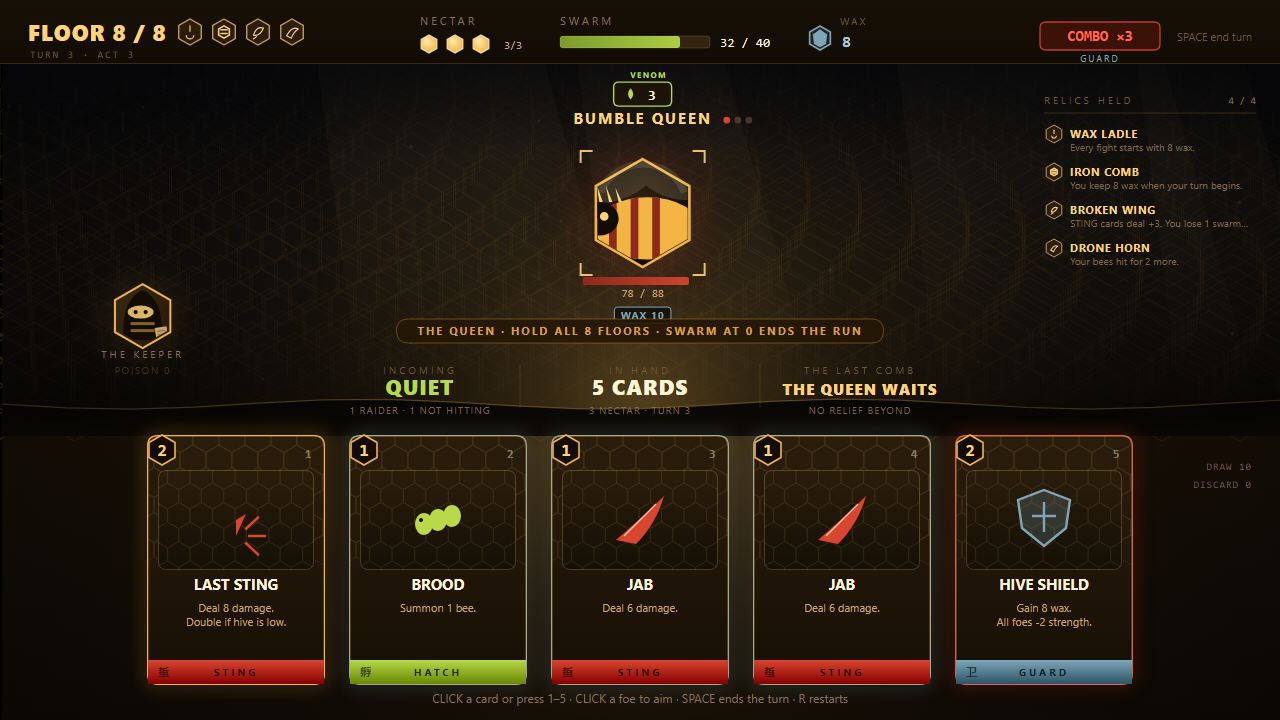 FLOOR 8 / 8
TURN 3 · ACT 3
NECTAR
3/3
SWARM
32 / 40
WAX
8
COMBO ×3
GUARD
SPACE end turn
VENOM
3
BUMBLE QUEEN
78 / 88
WAX 10
THE QUEEN · HOLD ALL 8 FLOORS · SWARM AT 0 ENDS THE RUN
RELICS HELD 4 / 4
WAX LADLE
Every fight starts with 8 wax.
IRON COMB
You keep 8 wax when your turn begins.
BROKEN WING
STING cards deal +3. You lose 1 swarm...
DRONE HORN
Your bees hit for 2 more.
THE KEEPER
POISON 0
INCOMING
QUIET
1 RAIDER · 1 NOT HITTING
IN HAND
5 CARDS
3 NECTAR · TURN 3
THE LAST COMB
THE QUEEN WAITS
NO RELIEF BEYOND
2 1
LAST STING
Deal 8 damage.
Double if hive is low.
STING
1 2
BROOD
Summon 1 bee.
HATCH
1 3
JAB
Deal 6 damage.
STING
1 4
JAB
Deal 6 damage.
STING
2 5
HIVE SHIELD
Gain 8 wax.
All foes -2 strength.
卫 GUARD
DRAW 10
DISCARD 0
CLICK a card or press 1–5 · CLICK a foe to aim · SPACE ends the turn · R restarts